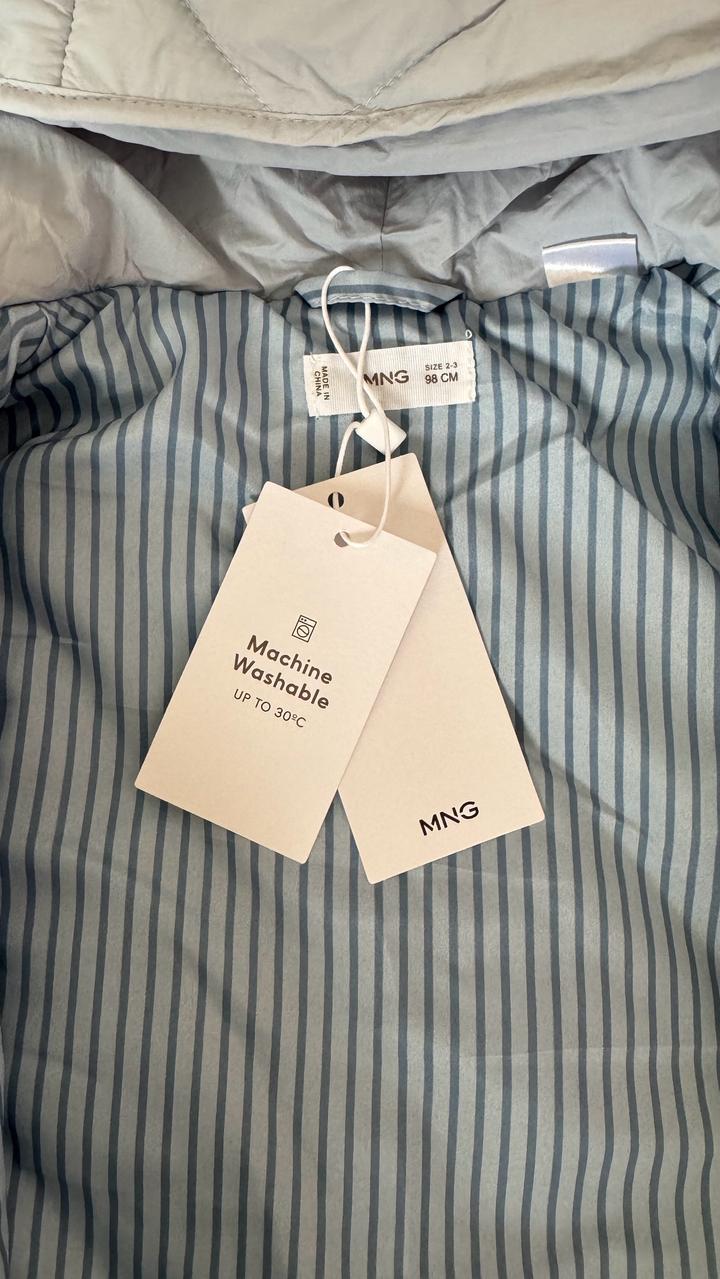 MADE IN
CHINA
MNG
SIZE 2-3
98 CM
Machine
Washable
UP TO 30ºC
MNG